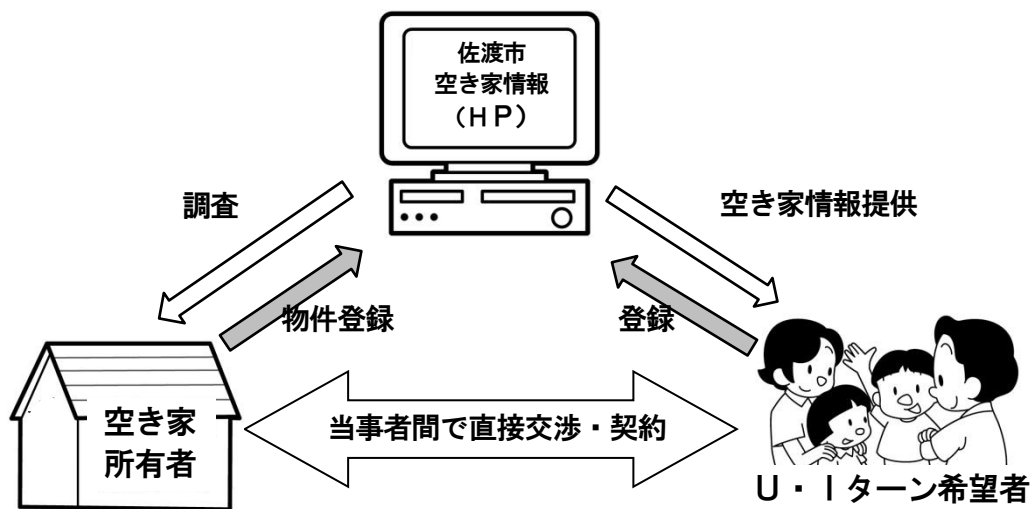 佐渡市
空き家情報
（ＨＰ）
調査
空き家情報提供
物件登録
登録
空き家
所有者
当事者間で直接交渉・契約
Ｕ・Ｉターン希望者